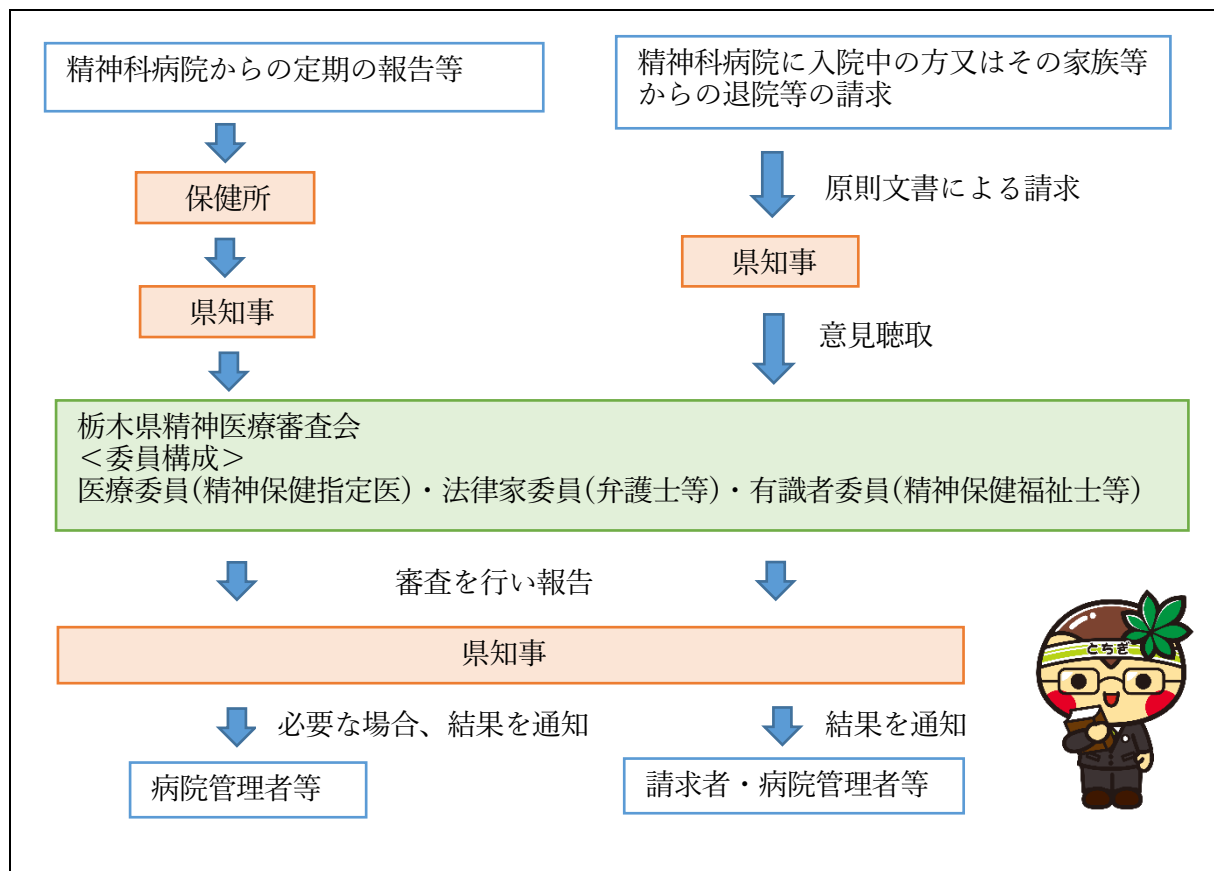 精神科病院からの定期の報告等
精神科病院に入院中の方又はその家族等
からの退院等の請求
原則文書による請求
保健所
県知事
県知事
意見聴取
栃木県精神医療審査会
＜委員構成＞
医療委員(精神保健指定医)・法律家委員(弁護士等)・有識者委員(精神保健福祉士等)
審査を行い報告
県知事
とちぎ
必要な場合、結果を通知
結果を通知
病院管理者等
請求者・病院管理者等